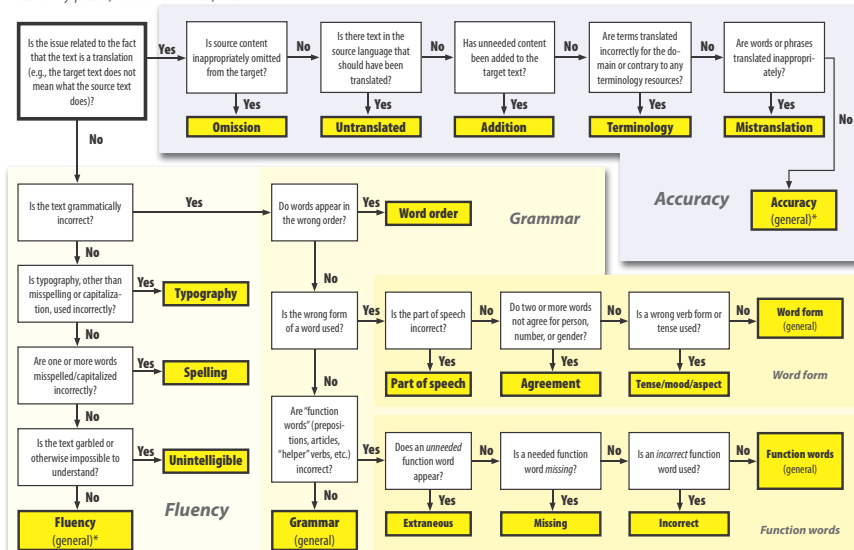 Is the issue related to the fact
that the text is a translation
(e.g., the target text does not
mean what the source text
does)?
Yes
Is source content
inappropriately omitted
from the target?
No
Is there text in the
source language that
should have been
translated?
No
Has unneeded content
been added to the
target text?
No
Are terms translated
incorrectly for the do-
main or contrary to any
terminology resources?
No
Are words or phrases
translated inappropri-
ately?
Yes
Yes
Yes
Yes
Yes
No
Omission
Untranslated
Addition
Terminology
Mistranslation
No
Accuracy
Accuracy
(general)*
Is the text grammatically
incorrect?
Yes
Do words appear in
the wrong order?
Yes
Word order
Grammar
No
No
Is typography, other than
misspelling or capitaliza-
tion, used incorrectly?
Yes
Typography
Is the wrong form
of a word used?
Yes
Is the part of speech
incorrect?
No
Do two or more words
not agree for person,
number, or gender?
No
Is a wrong verb form or
tense used?
No
Word form
(general)
No
Yes
Yes
Yes
Word form
Are one or more words
misspelled/capitalized
incorrectly?
Yes
Spelling
No
Part of speech
Agreement
Tense/mood/aspect
No
Is the text garbled or
otherwise impossible to
understand?
Yes
Unintelligible
Are “function
words” (prepo-
sitions, articles,
“helper” verbs, etc.)
incorrect?
Yes
Does an unneeded
function word
appear?
No
Is a needed function
word missing?
No
Is an incorrect function
word used?
No
Function words
(general)
No
Fluency
No
Yes
Yes
Yes
Fluency
(general)*
Grammar
(general)
Extraneous
Missing
Incorrect
Function words